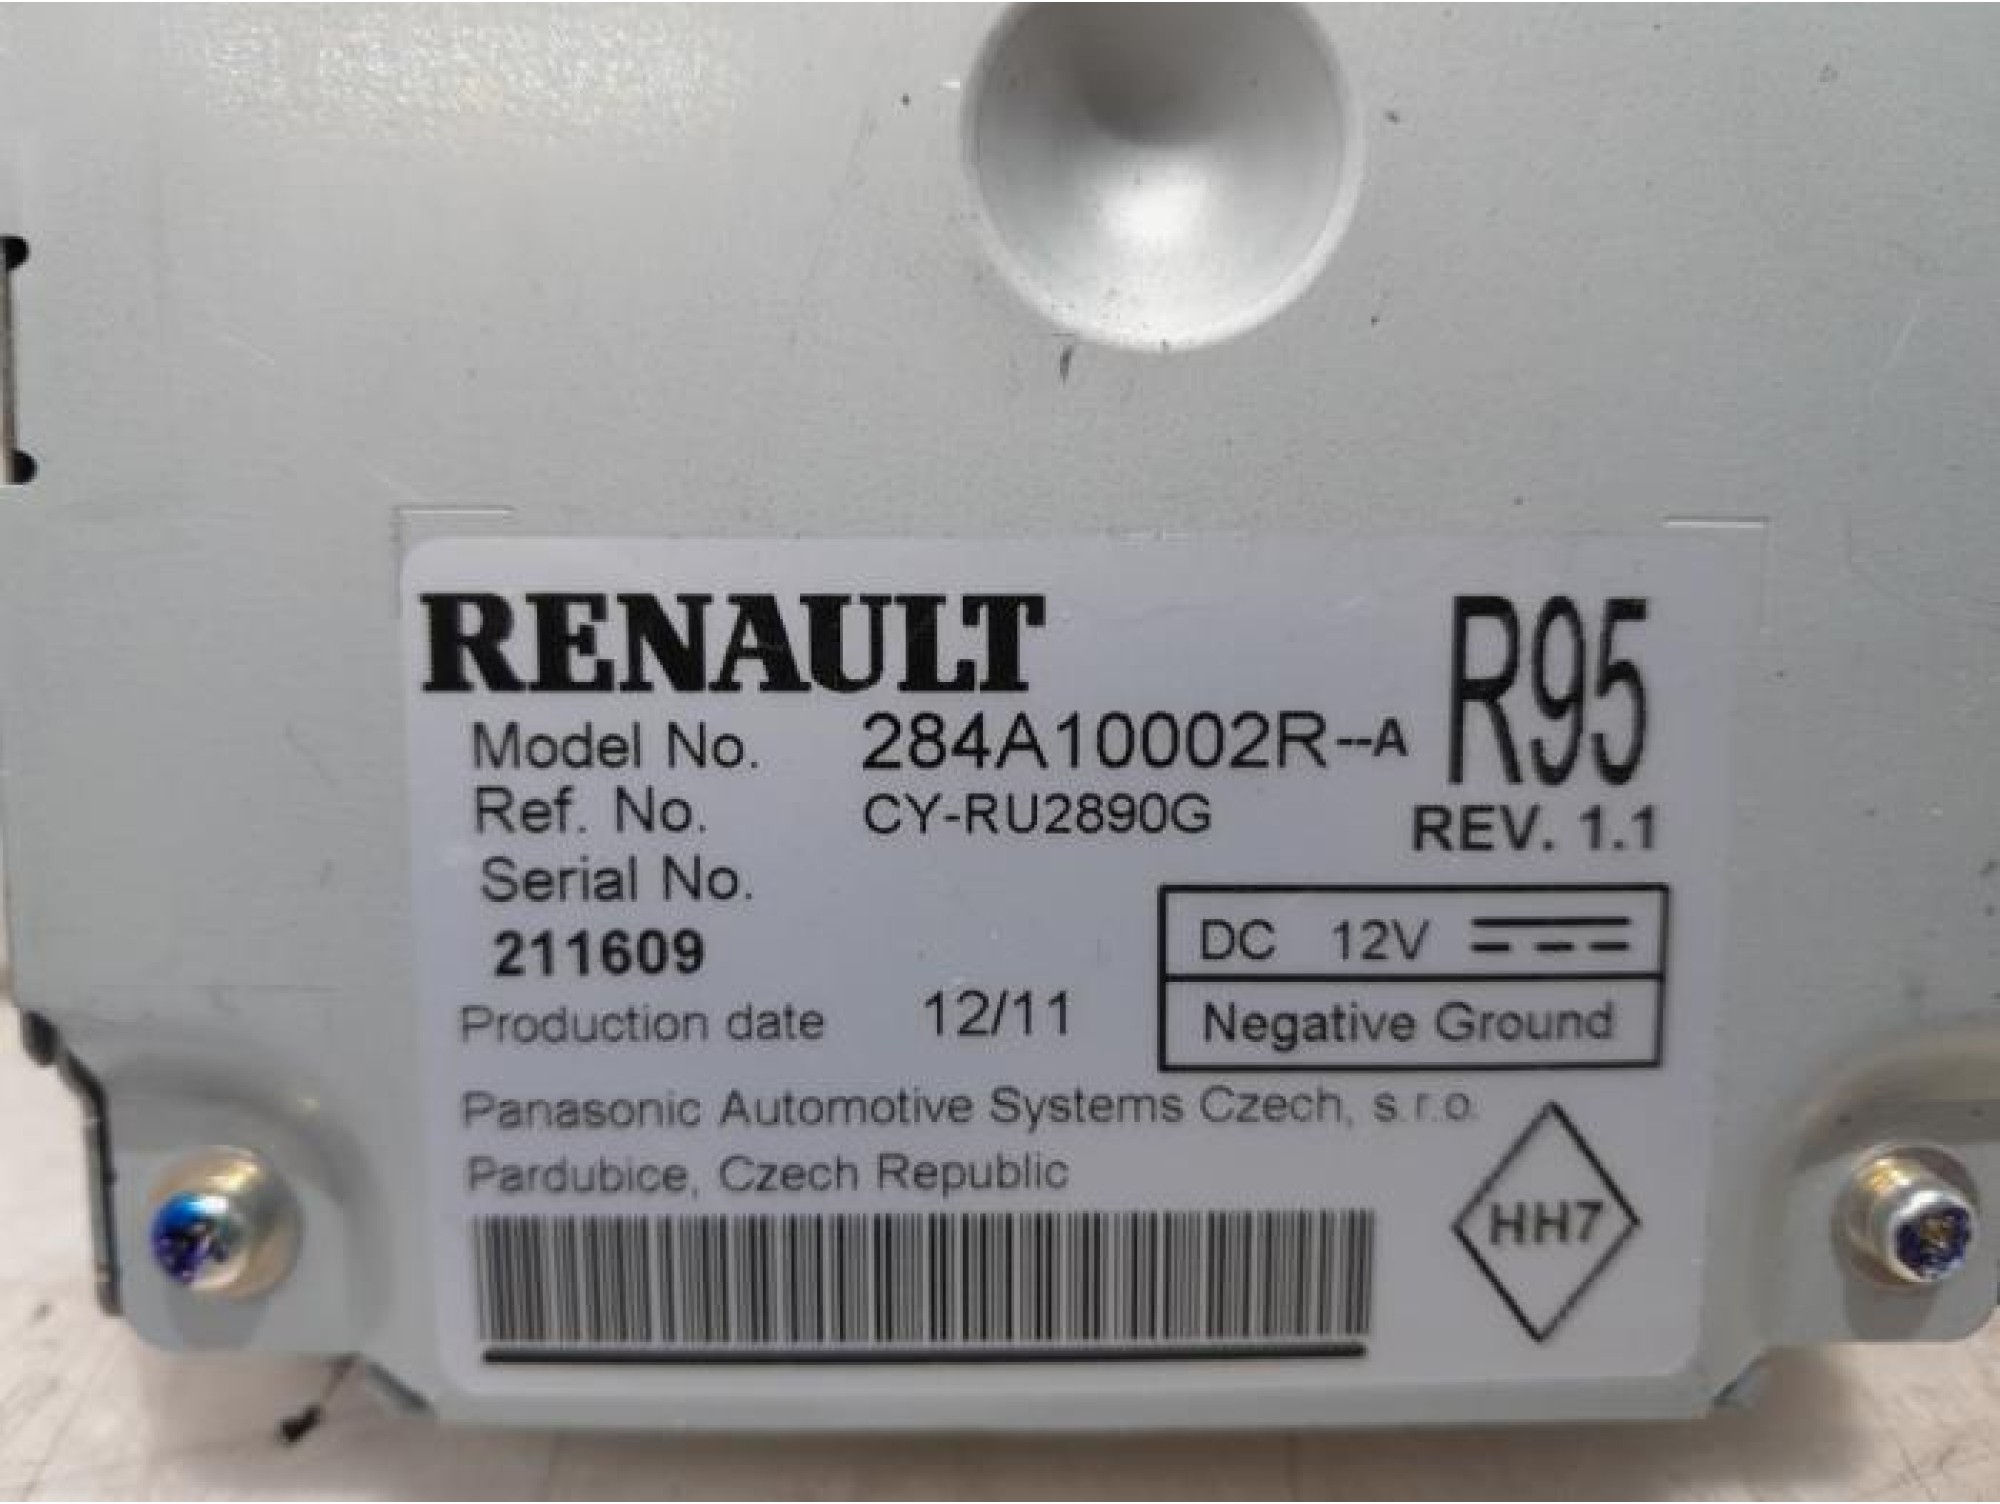 RENAULT
R95
Model No. 284A10002R--A
Ref. No. CY-RU2890G
REV. 1.1
Serial No.
211609
DC 12V
Production date 12/11
Negative Ground
Panasonic Automotive Systems Czech, s.r.o.
Pardubice, Czech Republic
HH7